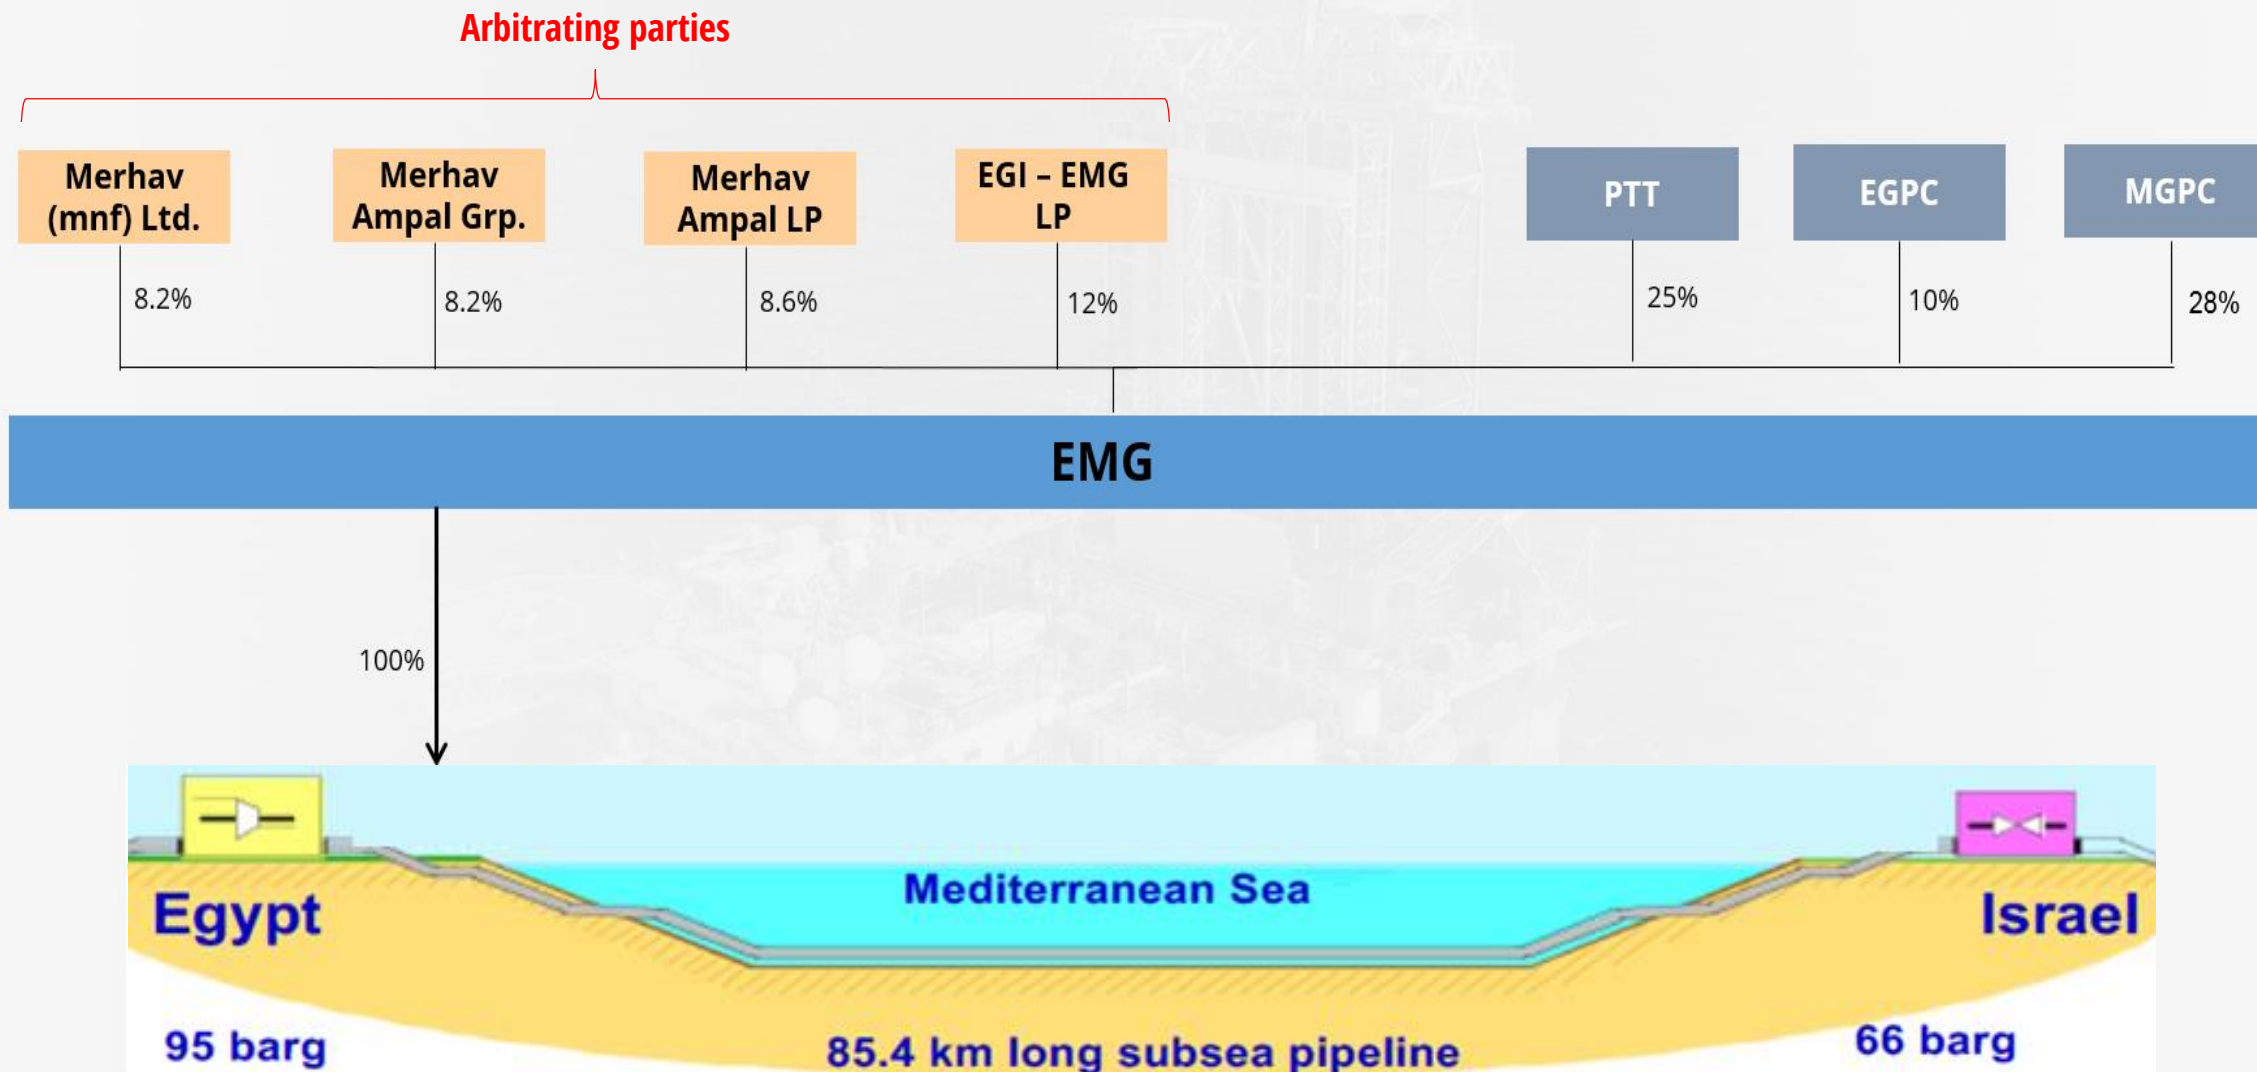 Arbitrating parties
Merhav
(mnf) Ltd.
Merhav
Ampal Grp.
Merhav
Ampal LP
EGI – EMG
LP
PTT
EGPC
MGPC
8.2%
8.2%
8.6%
12%
25%
10%
28%
EMG
100%
Mediterranean Sea
Egypt
Israel
95 barg
85.4 km long subsea pipeline
66 barg